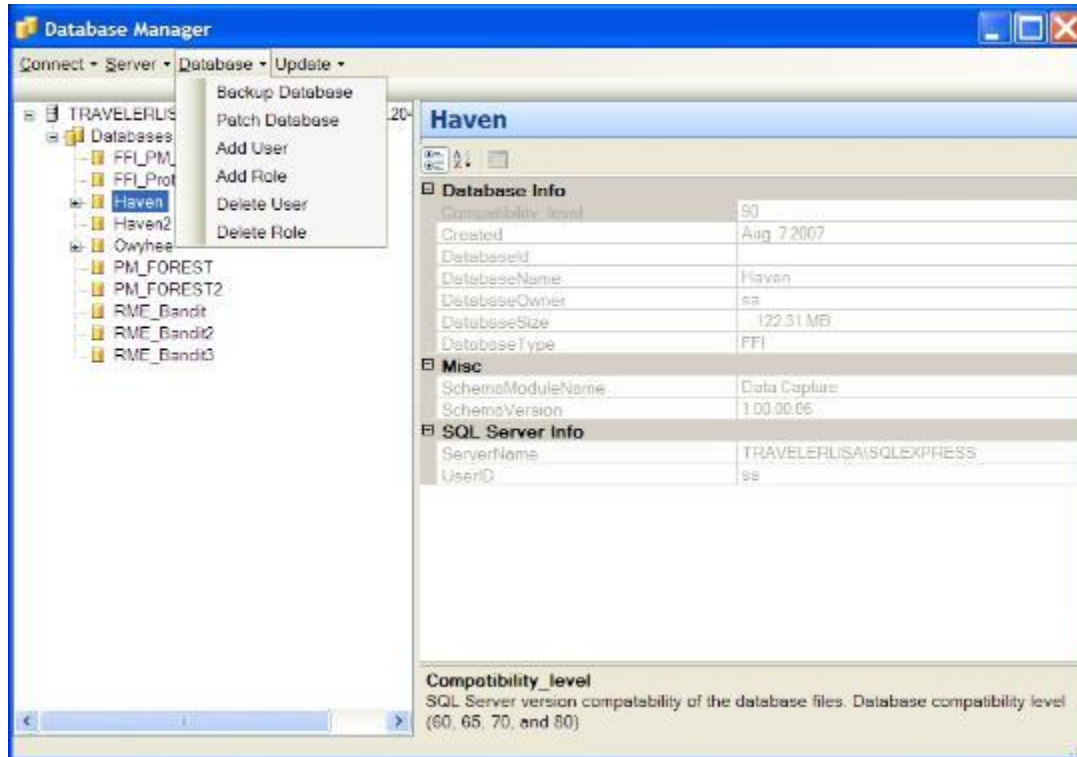 Database Manager
Connect Server Database Update
Backup Database
Patch Database
Add User
Add Role
Delete User
Delete Role
TRAVELERLIS .20
Databases
FFI_PM_
FFI_Prot
Haven
Haven2
Owyhee
PM_FOREST
PM_FOREST2
RME_Bandit
RME_Bandit2
RME_Bandit3
Haven
Database Info
Compatibility_level 90
Created Aug 7 2007
DatabaseId
DatabaseName Haven
DatabaseOwner sa
DatabaseSize 122.31 MB
DatabaseType FFI
Misc
SchemaModuleName Data Capture
SchemaVersion 1.00.00.06
SQL Server Info
ServerName TRAVELERLISA\SQLEXPRESS
UserID sa
Compatibility_level
SQL Server version compatability of the database files. Database compatibility level
(60, 65, 70, and 80)